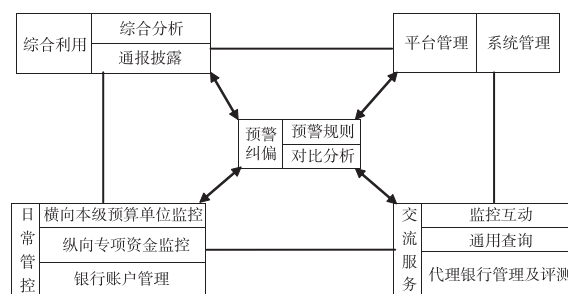 综合利用
综合分析
通报披露
平台管理
系统管理
预警
纠偏
预警规则
对比分析
日常管控
横向本级预算单位监控
纵向专项资金监控
银行账户管理
交流服务
监控互动
通用查询
代理银行管理及评测